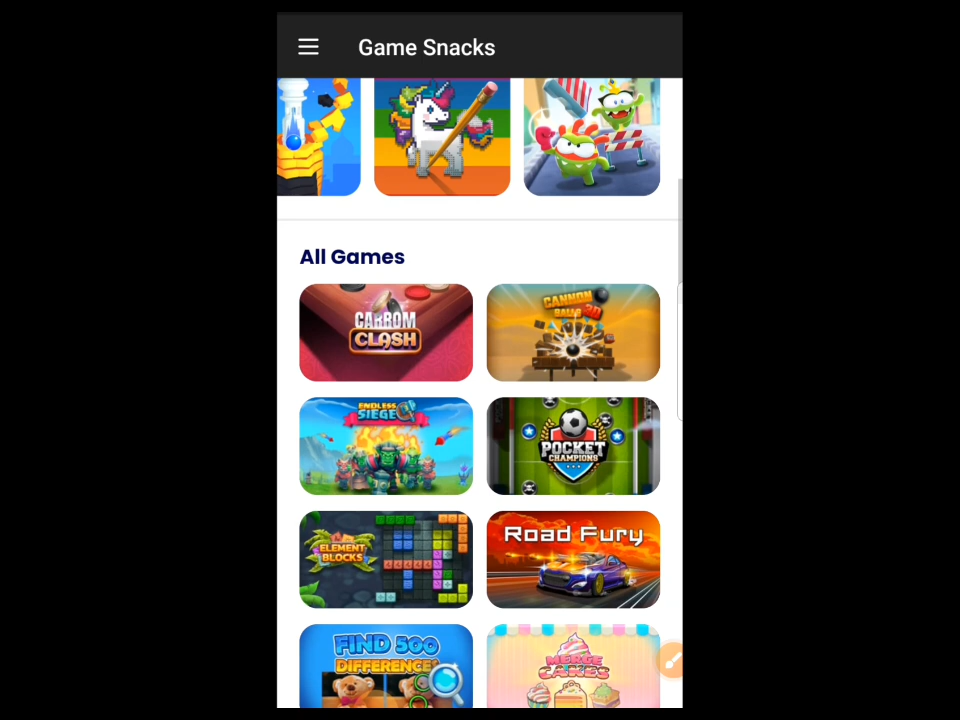 Game Snacks
All Games
CARROM
CLASH
CANNON
BALLS 3D
ENDLESS
SIEGE
POCKET
CHAMPIONS
ELEMENT
BLOCKS
Road Fury
FIND 500
DIFFERENCES
MERGE
CAKES